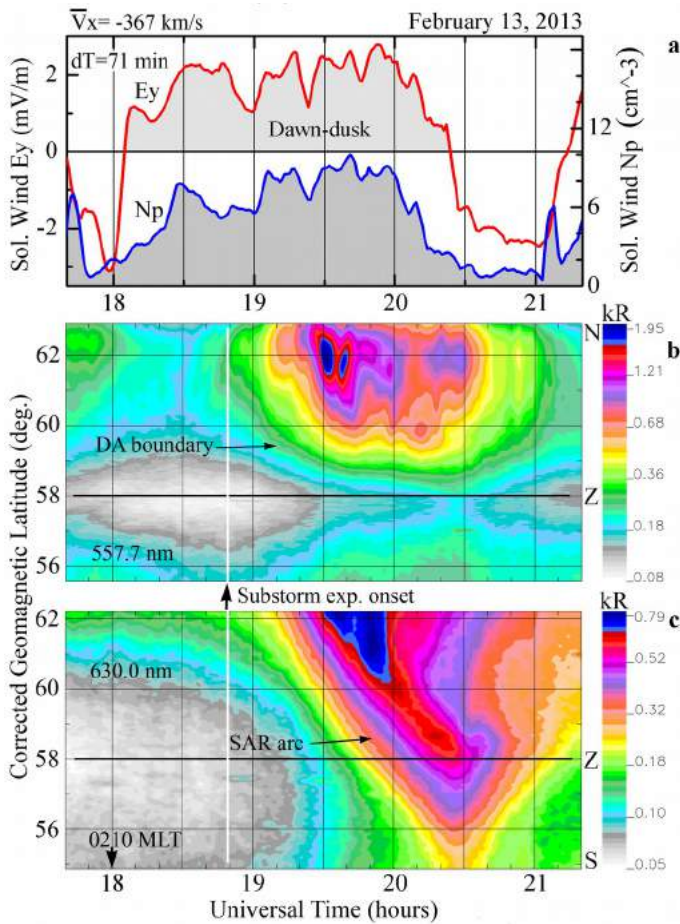 V̄x= -367 km/s February 13, 2013
a
dT=71 min
Ey
Dawn-dusk
Np
2
0
-2
Sol. Wind Ey (mV/m)
12
6
0
Sol. Wind Np (cm^-3)
18 19 20 21
kR
N
b
62
60
58
56
DA boundary
Z
557.7 nm
1.95
1.21
0.68
0.36
0.18
0.08
Substorm exp. onset
Corrected Geomagnetic Latitude (deg.)
kR
c
62
60
58
56
630.0 nm
SAR arc
Z
0210 MLT
S
0.79
0.52
0.32
0.18
0.10
0.05
18 19 20 21
Universal Time (hours)